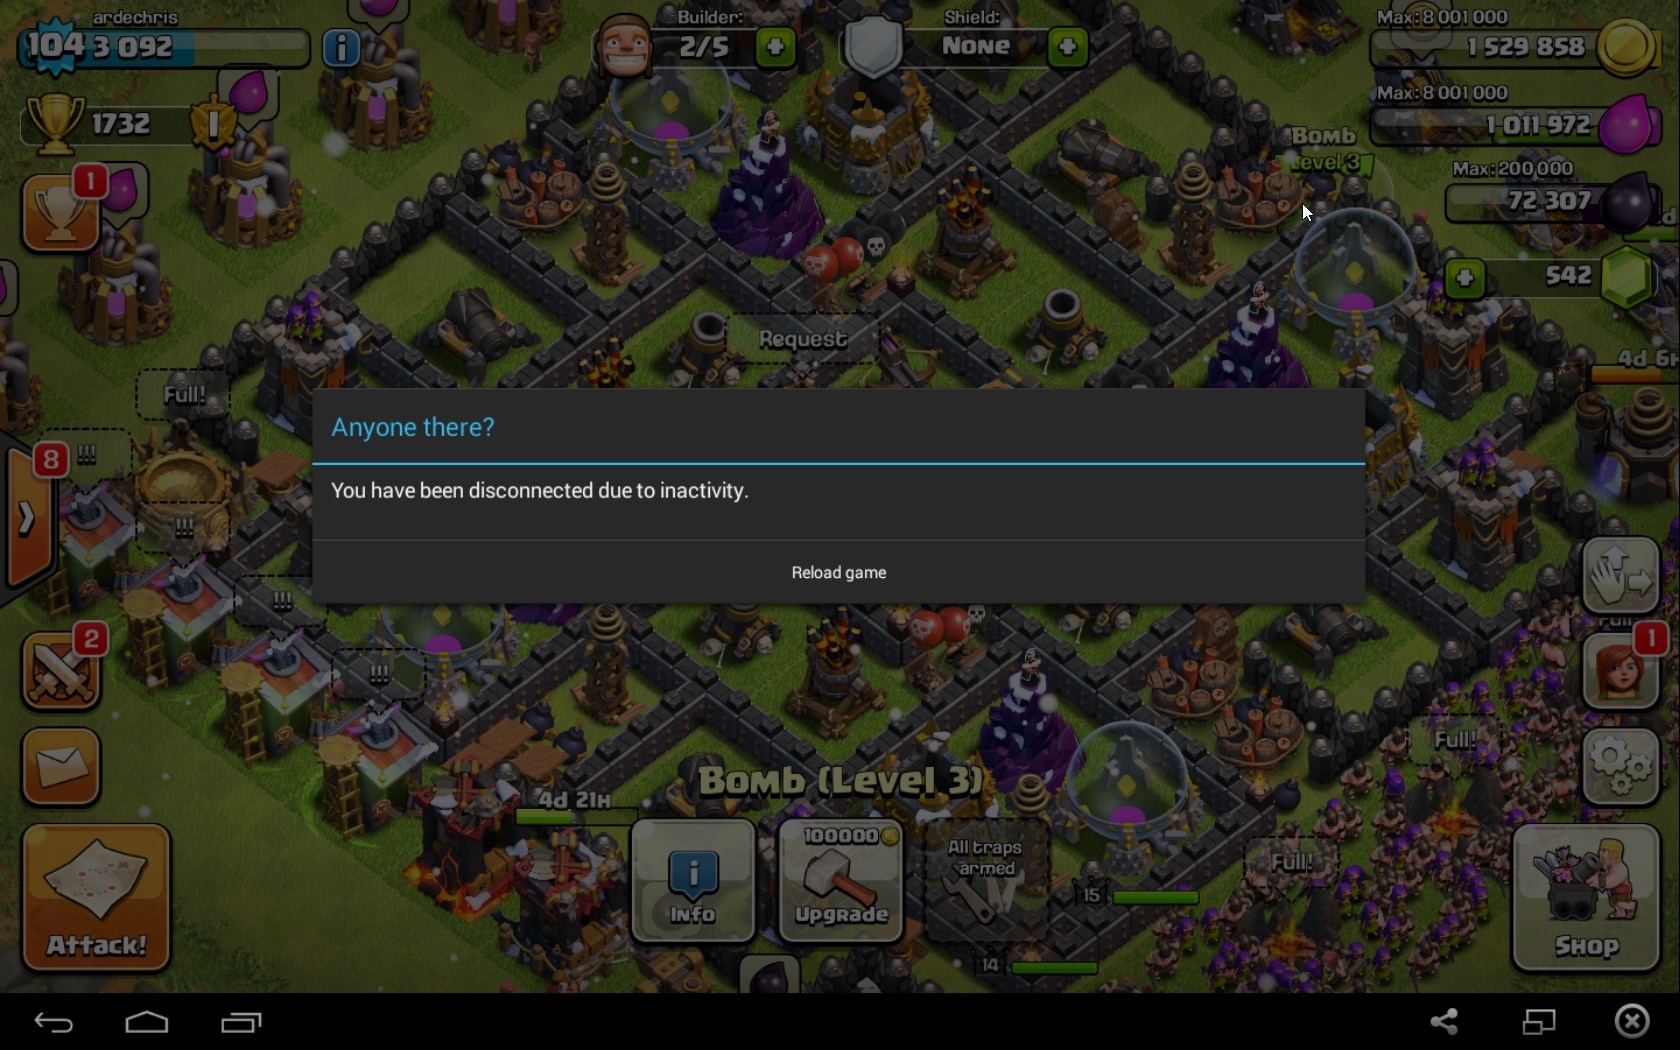 ardechris
104 3 092
Builder:
2/5
Shield:
None
Max: 8 001 000
1 529 858
1732
Max: 8 001 000
1 011 972
Bomb
Level 3
Max: 200 000
72 307
1
542
Request
4d 6H
Full!
Anyone there?
8
!!!
You have been disconnected due to inactivity.
!!!
Reload game
!!!
Full!
2
1
!!!
Full!
Bomb (Level 3)
4d 21H
100000
All traps
armed
Full!
Info
Upgrade
15
Attack!
Shop
14